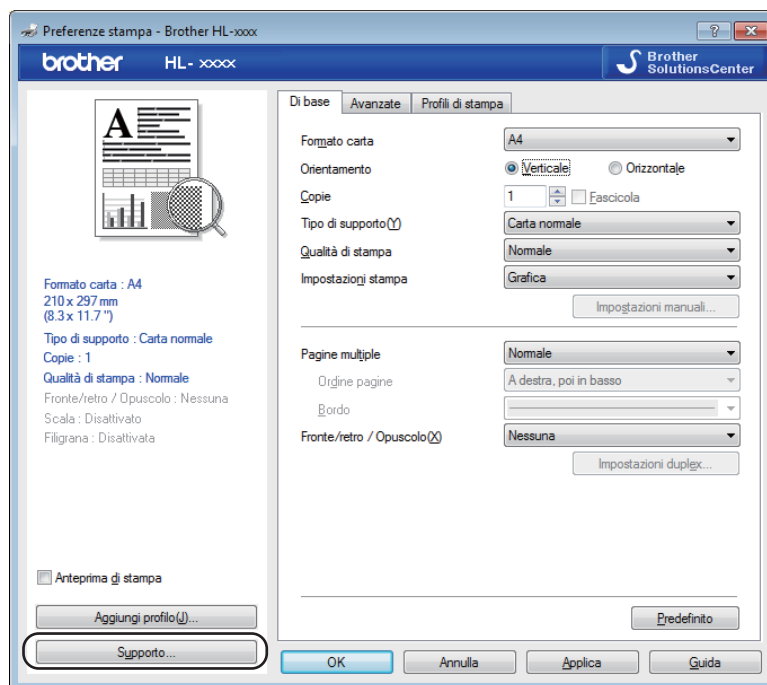 Preferenze stampa - Brother HL-xxxx
brother HL- xxxx
Brother
SolutionsCenter
A
Formato carta : A4
210 x 297 mm
(8.3 x 11.7 ")
Tipo di supporto : Carta normale
Copie : 1
Qualità di stampa : Normale
Fronte/retro / Opuscolo : Nessuna
Scala : Disattivato
Filigrana : Disattivata
Anteprima di stampa
Aggiungi profilo(J)...
Supporto...
Di base Avanzate Profili di stampa
Formato carta A4
Orientamento Verticale Orizzontale
Copie 1 Fascicola
Tipo di supporto(Y) Carta normale
Qualità di stampa Normale
Impostazioni stampa Grafica
Impostazioni manuali...
Pagine multiple Normale
Ordine pagine A destra, poi in basso
Bordo
Fronte/retro / Opuscolo(X) Nessuna
Impostazioni duplex...
Predefinito
OK Annulla Applica Guida